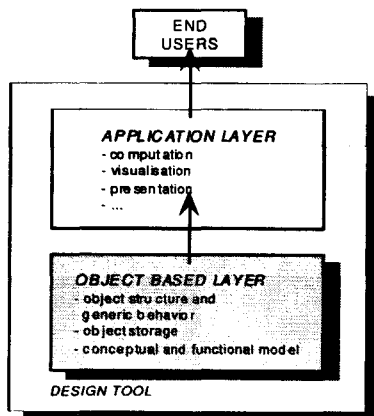 END
USERS
APPLICATION LAYER
- computation
- visualisation
- presentation
- ...
OBJECT BASED LAYER
- object structure and
generic behavior
- object storage
- conceptual and functional model
DESIGN TOOL